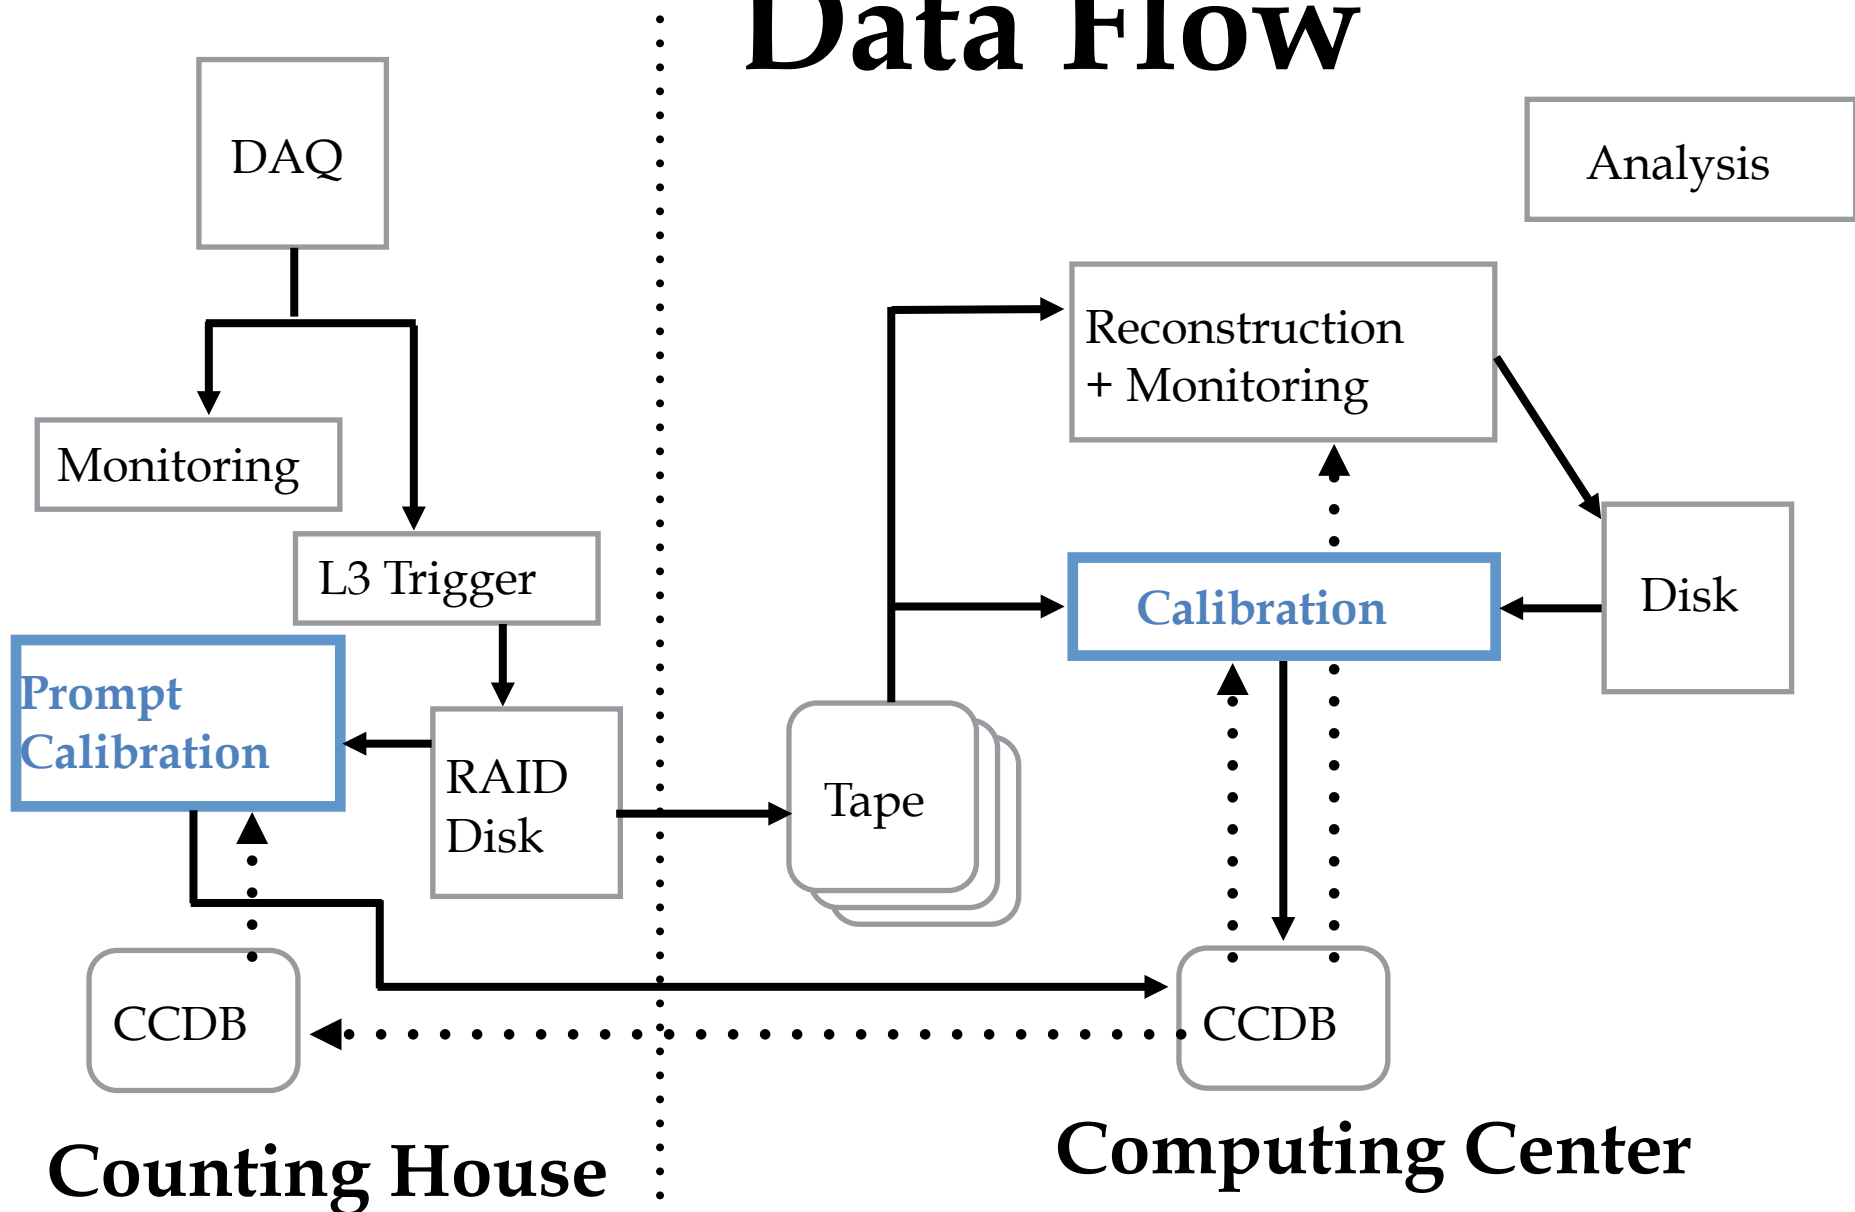 Data Flow
DAQ
Analysis
Reconstruction
+ Monitoring
Monitoring
L3 Trigger
Calibration
Disk
Prompt
Calibration
RAID
Disk
Tape
CCDB
CCDB
Counting House
Computing Center